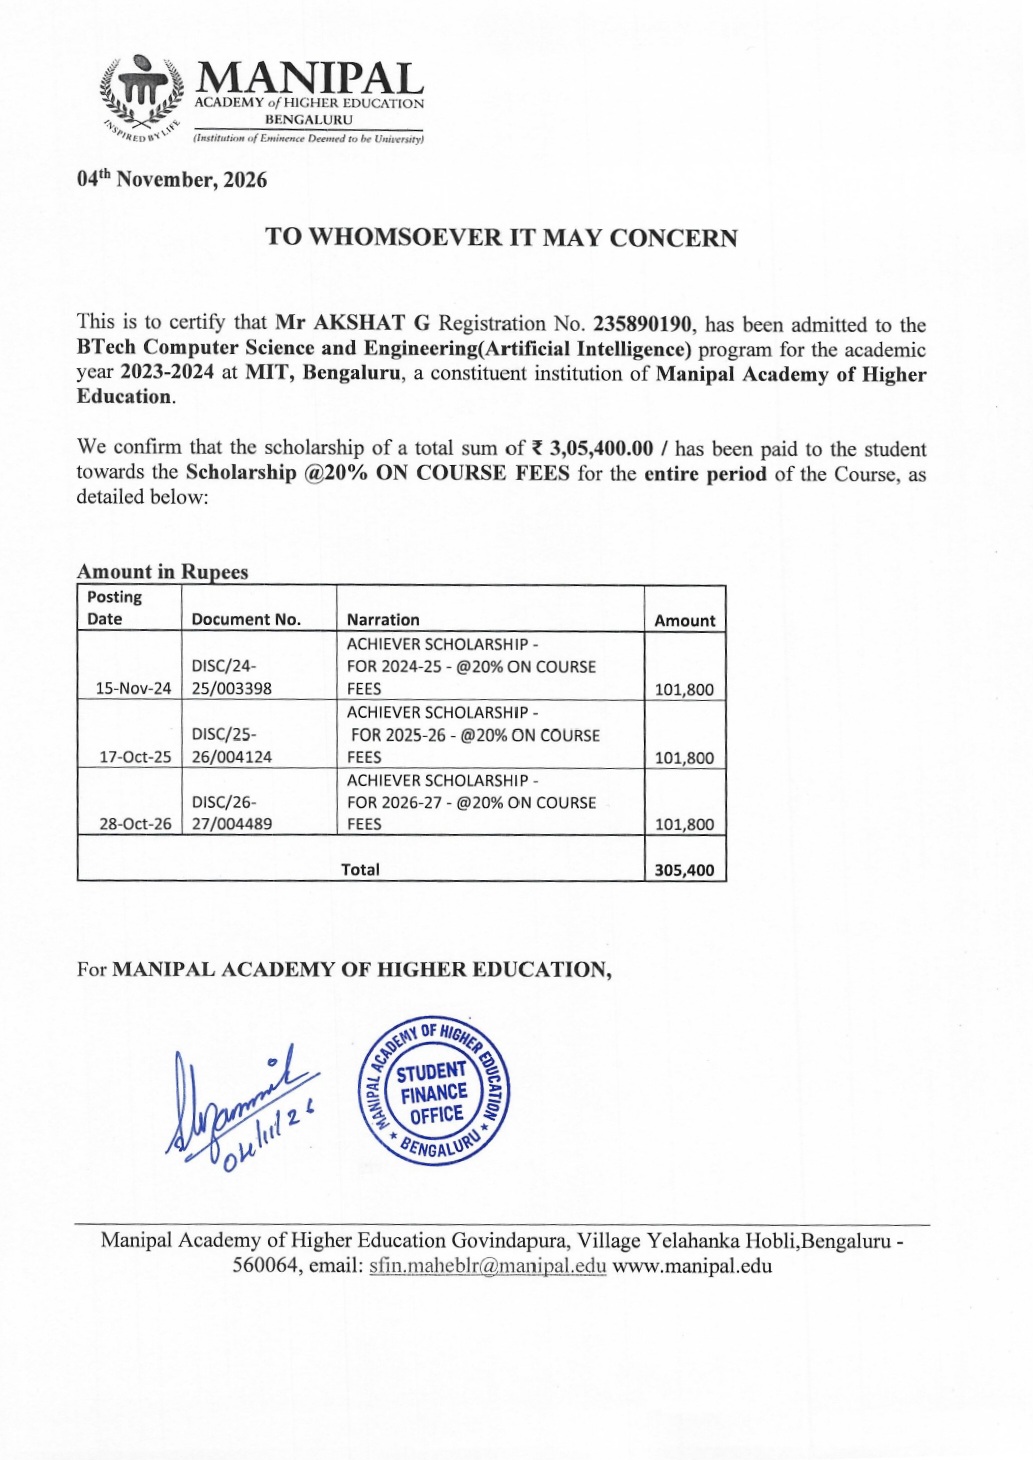 MANIPAL
ACADEMY of HIGHER EDUCATION
BENGALURU
(Institution of Eminence Deemed to be University)
INSPIRED BY LIFE
04th November, 2026
TO WHOMSOEVER IT MAY CONCERN
This is to certify that Mr AKSHAT G Registration No. 235890190, has been admitted to the
BTech Computer Science and Engineering(Artificial Intelligence) program for the academic
year 2023-2024 at MIT, Bengaluru, a constituent institution of Manipal Academy of Higher
Education.
We confirm that the scholarship of a total sum of ₹ 3,05,400.00 / has been paid to the student
towards the Scholarship @20% ON COURSE FEES for the entire period of the Course, as
detailed below:
Amount in Rupees
Posting
Date Document No. Narration Amount
ACHIEVER SCHOLARSHIP -
DISC/24- FOR 2024-25 - @20% ON COURSE
15-Nov-24 25/003398 FEES 101,800
ACHIEVER SCHOLARSHIP -
DISC/25- FOR 2025-26 - @20% ON COURSE
17-Oct-25 26/004124 FEES 101,800
ACHIEVER SCHOLARSHIP -
DISC/26- FOR 2026-27 - @20% ON COURSE
28-Oct-26 27/004489 FEES 101,800
Total 305,400
For MANIPAL ACADEMY OF HIGHER EDUCATION,
04/11/26
MANIPAL ACADEMY OF HIGHER EDUCATION
STUDENT
FINANCE
OFFICE
* BENGALURU *
Manipal Academy of Higher Education Govindapura, Village Yelahanka Hobli,Bengaluru -
560064, email: sfin.maheblr@manipal.edu www.manipal.edu